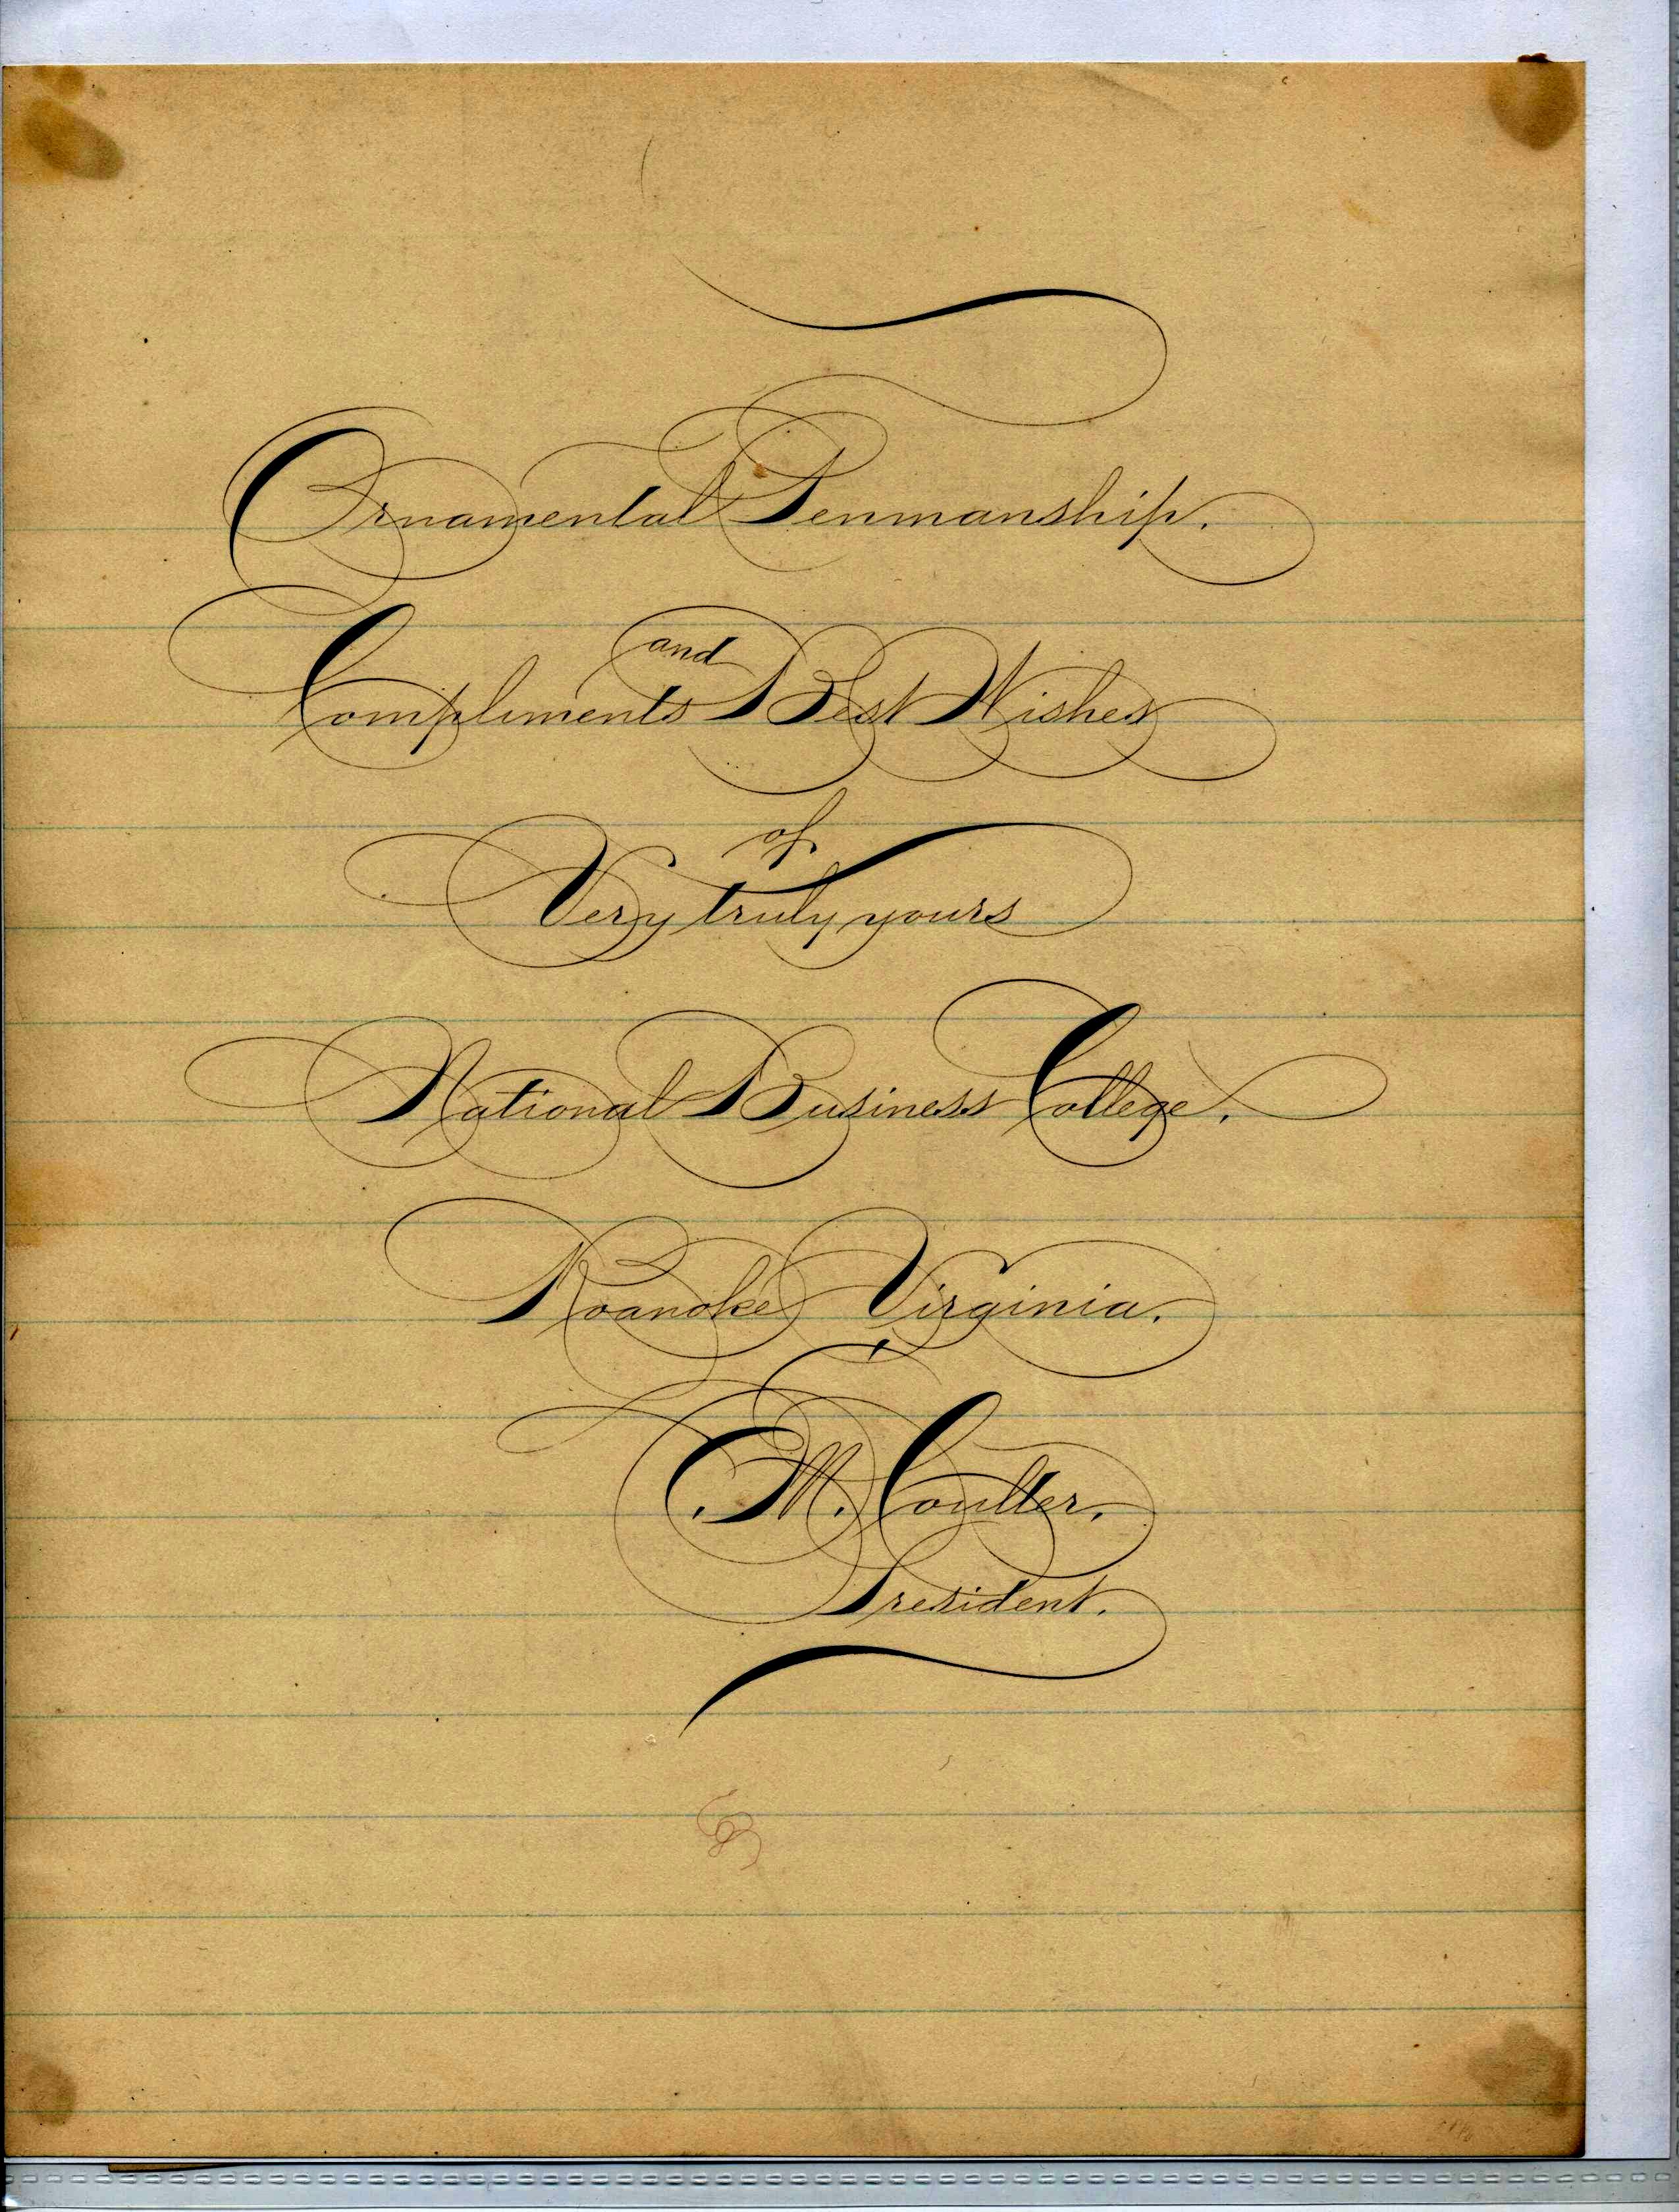 Ornamental Penmanship.
and
Compliments Best Wishes
of
Very truly yours
National Business College.
Roanoke Virginia.
E. M. Coulter.
President.